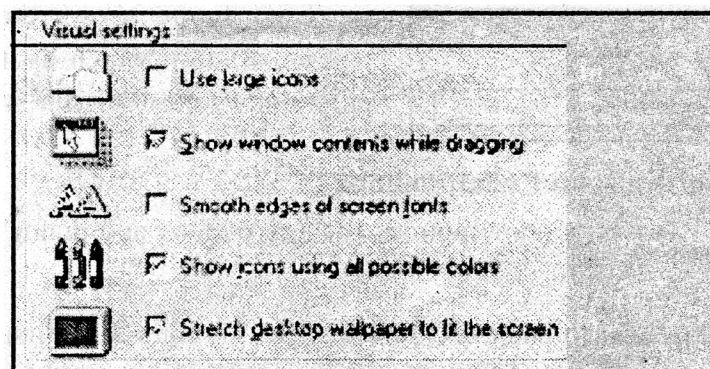 Visual settings
Use large icons
Show window contents while dragging
Smooth edges of screen fonts
Show icons using all possible colors
Stretch desktop wallpaper to fit the screen